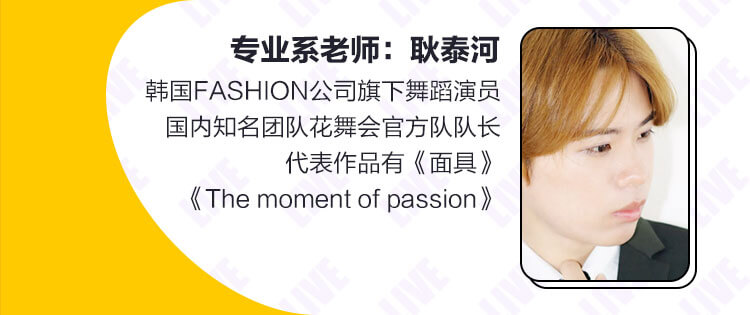 专业系老师：耿泰河
韩国FASHION公司旗下舞蹈演员
国内知名团队花舞会官方队队长
代表作品有《面具》
《The moment of passion》
LIVE